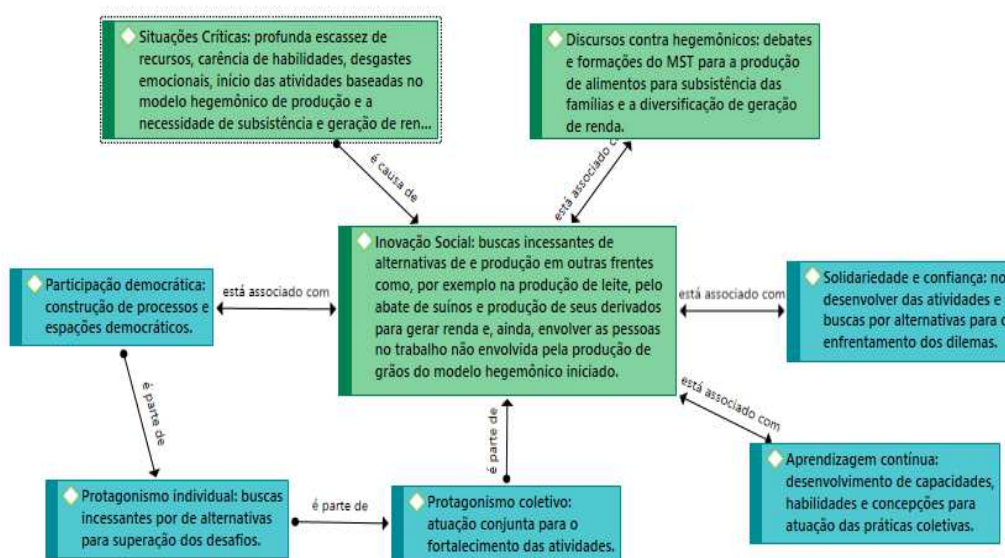 Situações Críticas: profunda escassez de
recursos, carência de habilidades, desgastes
emocionais, início das atividades baseadas no
modelo hegemônico de produção e a
necessidade de subsistência e geração de ren...
Discursos contra hegemônicos: debates
e formações do MST para a produção
de alimentos para subsistência das
famílias e a diversificação de geração
de renda.
é causa de
está associado
Inovação Social: buscas incessantes de
alternativas de e produção em outras frentes
como, por exemplo na produção de leite, pelo
abate de suínos e produção de seus derivados
para gerar renda e, ainda, envolver as pessoas
no trabalho não envolvida pela produção de
grãos do modelo hegemônico iniciado.
Participação democrática:
construção de processos e
espações democráticos.
está associado com
está associado com
Solidariedade e confiança: no
desenvolver das atividades e
buscas por alternativas para o
enfrentamento dos dilemas.
é parte de
é parte de
está associado com
Protagonismo individual: buscas
incessantes por de alternativas
para superação dos desafios.
é parte de
Protagonismo coletivo:
atuação conjunta para o
fortalecimento das atividades.
Aprendizagem contínua:
desenvolvimento de capacidades,
habilidades e concepções para
atuação das práticas coletivas.